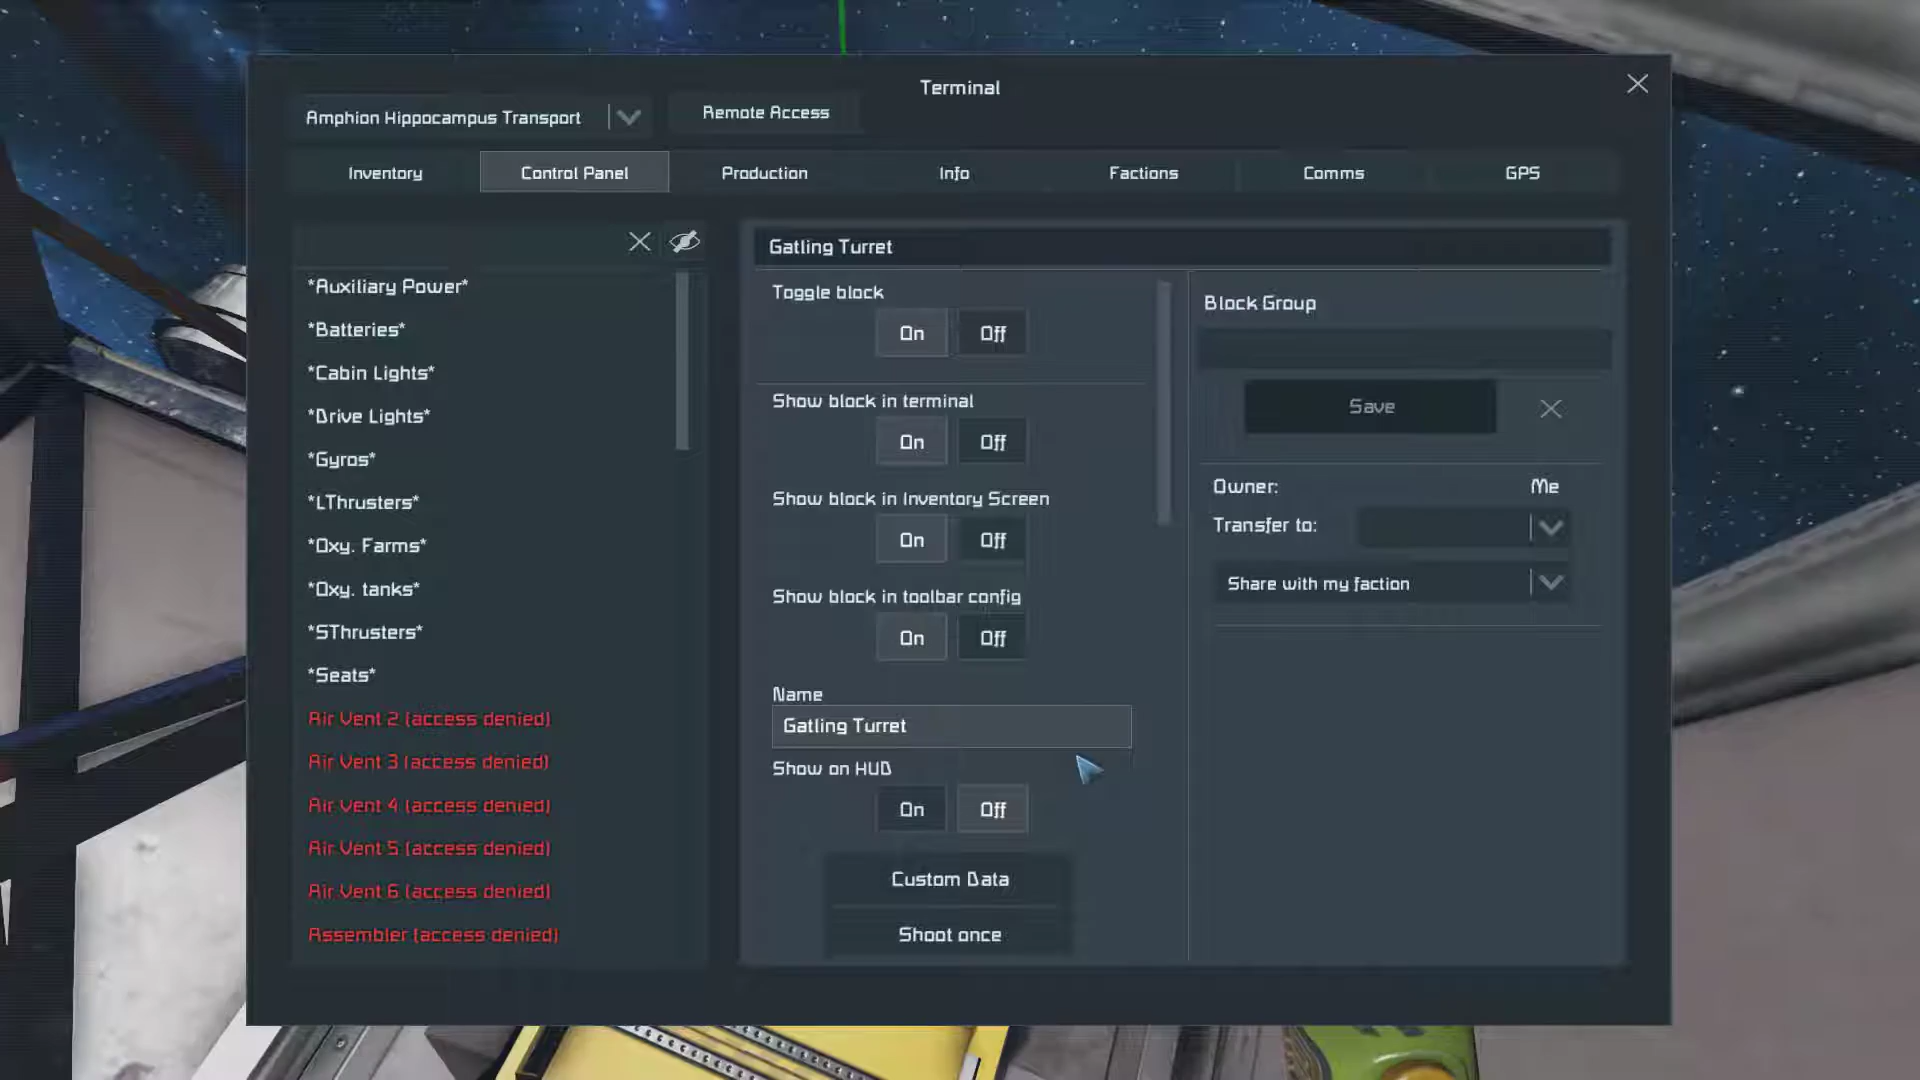 Terminal
Amphion Hippocampus Transport
Remote Access
Inventory
Control Panel
Production
Info
Factions
Comms
GPS
*Auxiliary Power*
*Batteries*
*Cabin Lights*
*Drive Lights*
*Gyros*
*LThrusters*
*Oxy. Farms*
*Oxy. tanks*
*SThrusters*
*Seats*
Air Vent 2 (access denied)
Air Vent 3 (access denied)
Air Vent 4 (access denied)
Air Vent 5 (access denied)
Air Vent 6 (access denied)
Assembler (access denied)
Gatling Turret
Toggle block
On Off
Show block in terminal
On Off
Show block in Inventory Screen
On Off
Show block in toolbar config
On Off
Name
Gatling Turret
Show on HUD
On Off
Custom Data
Shoot once
Block Group
Save
Owner: Me
Transfer to:
Share with my faction